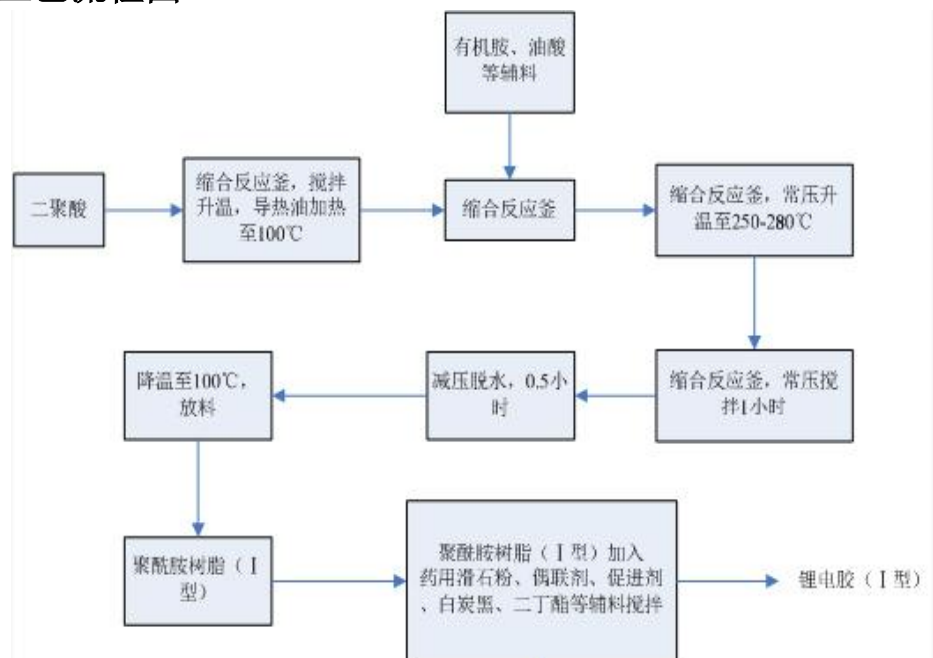 有机胺、油酸
等辅料
二聚酸
缩合反应釜，搅拌
升温，导热油加热
至100℃
缩合反应釜
缩合反应釜，常压升
温至250-280℃
降温至100℃，
放料
减压脱水，0.5小
时
缩合反应釜，常压搅
拌1小时
聚酰胺树脂（Ⅰ
型）
聚酰胺树脂（Ⅰ型）加入
药用滑石粉、偶联剂、促进剂
、白炭黑、二丁酯等辅料搅拌
锂电胶（Ⅰ型）